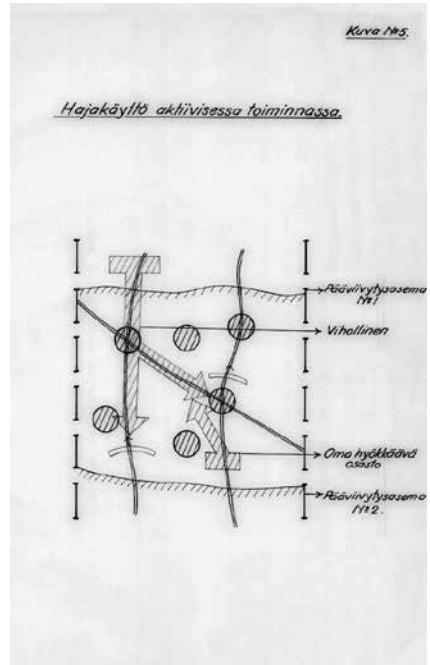 Kuva №5.
Hajakäyttö aktiivisessa toiminnassa.
Pääviivytysasema
№1
Vihollinen
Oma hyökkäävä
osasto
Pääviivytysasema
№2.